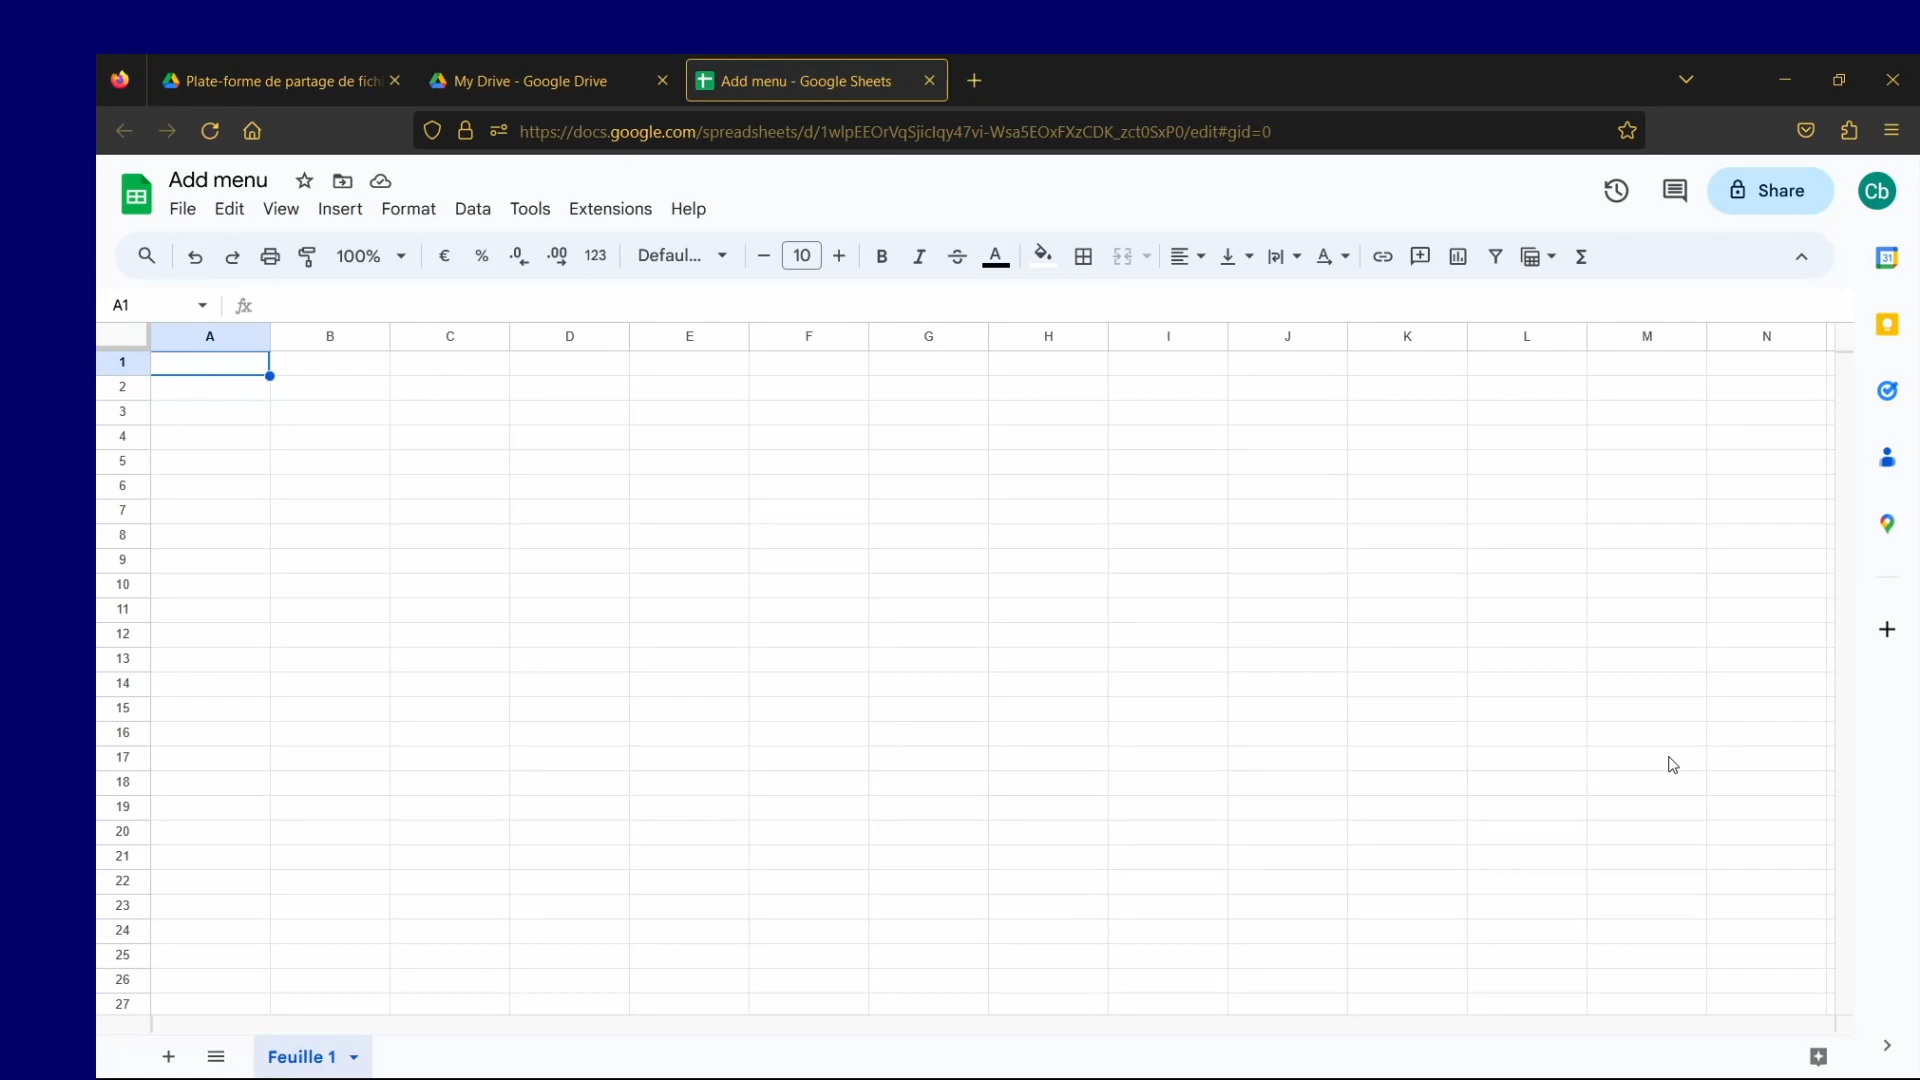 Plate-forme de partage de fichi
My Drive - Google Drive
Add menu - Google Sheets
https://docs.google.com/spreadsheets/d/1wlpEEOrVqSjicIqy47vi-Wsa5EOxFXzCDK_zct0SxP0/edit#gid=0
Add menu
Share
Cb
File Edit View Insert Format Data Tools Extensions Help
100% € % .0 .00 123 Defaul... 10 B I A Σ
31
A1 fx
A B C D E F G H I J K L M N
1
2
3
4
5
6
7
8
9
10
11
12
13
14
15
16
17
18
19
20
21
22
23
24
25
26
27
Feuille 1